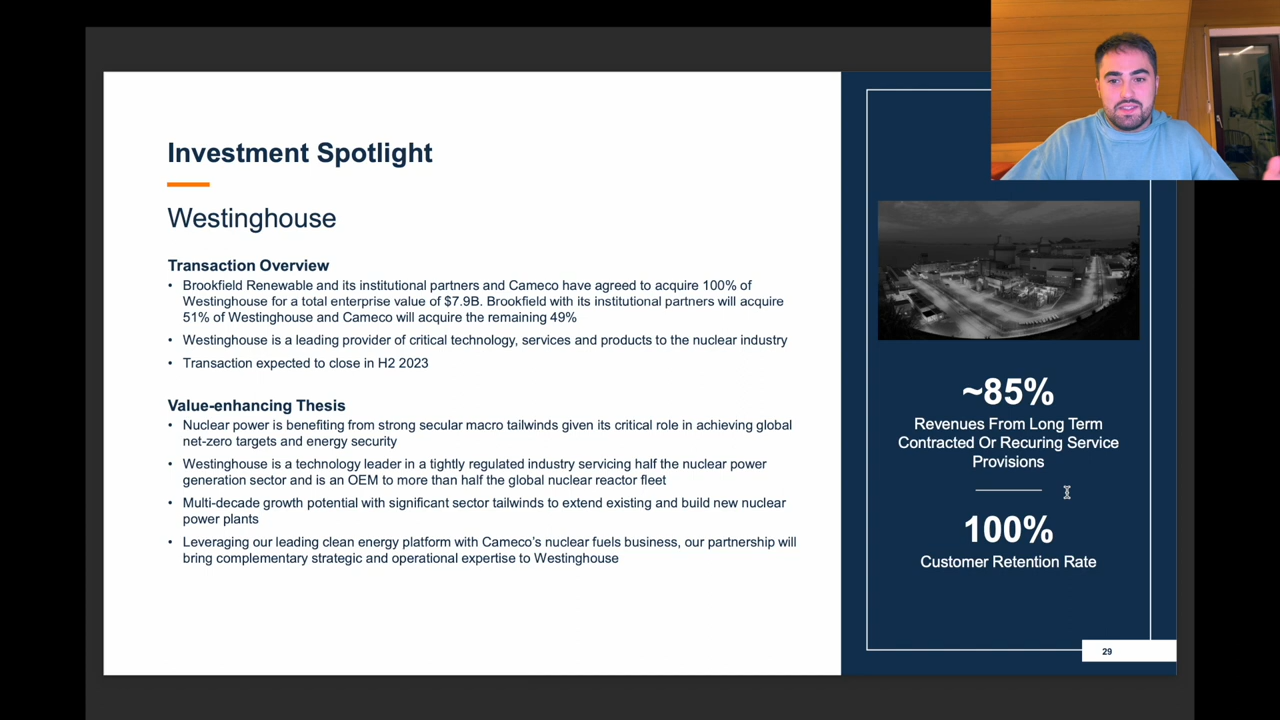 Investment Spotlight
Westinghouse
Transaction Overview
• Brookfield Renewable and its institutional partners and Cameco have agreed to acquire 100% of
Westinghouse for a total enterprise value of $7.9B. Brookfield with its institutional partners will acquire
51% of Westinghouse and Cameco will acquire the remaining 49%
• Westinghouse is a leading provider of critical technology, services and products to the nuclear industry
• Transaction expected to close in H2 2023
Value-enhancing Thesis
• Nuclear power is benefiting from strong secular macro tailwinds given its critical role in achieving global
net-zero targets and energy security
• Westinghouse is a technology leader in a tightly regulated industry servicing half the nuclear power
generation sector and is an OEM to more than half the global nuclear reactor fleet
• Multi-decade growth potential with significant sector tailwinds to extend existing and build new nuclear
power plants
• Leveraging our leading clean energy platform with Cameco’s nuclear fuels business, our partnership will
bring complementary strategic and operational expertise to Westinghouse
~85%
Revenues From Long Term
Contracted Or Recuring Service
Provisions
100%
Customer Retention Rate
29